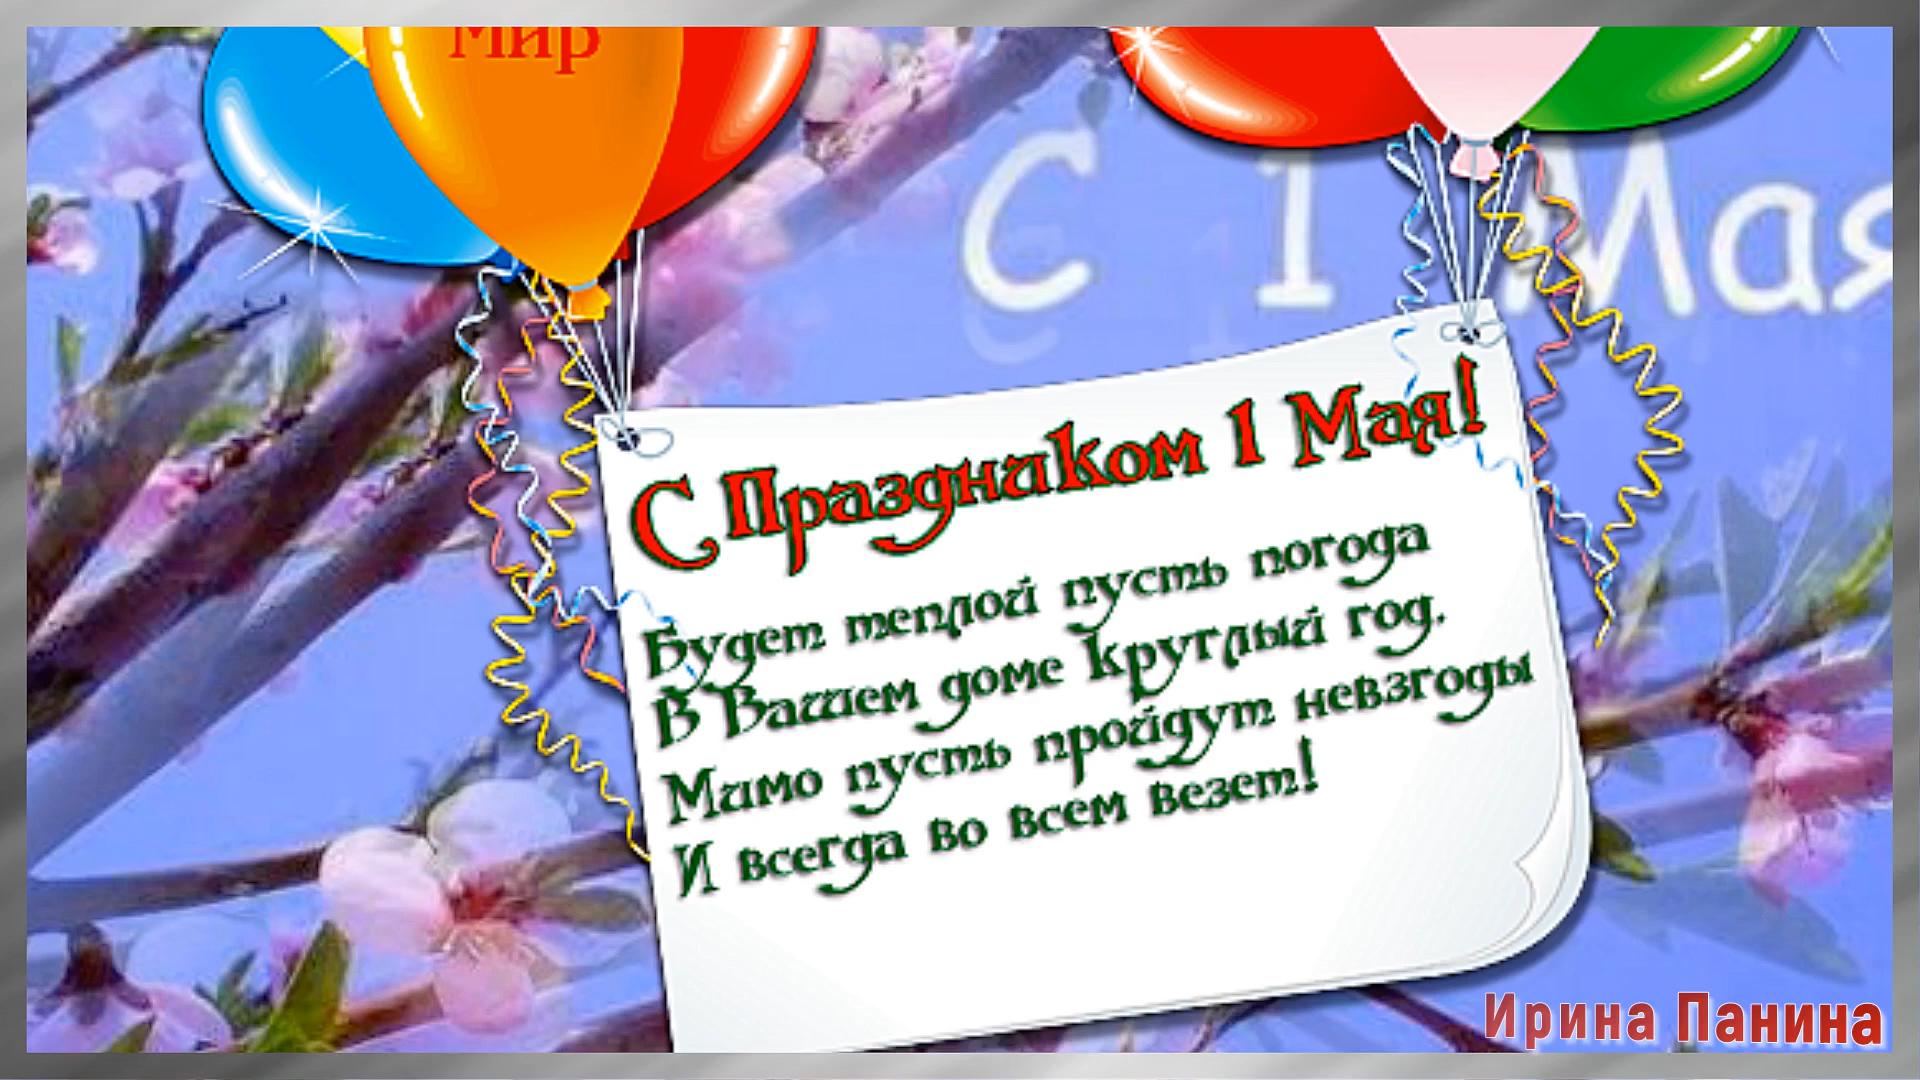 Мир
С 1 Мая
С Праздником 1 Мая!
Будет теплой пусть погода
В Вашем доме круглый год.
Мимо пусть пройдут невзгоды
И всегда во всем везет!
Ирина Панина